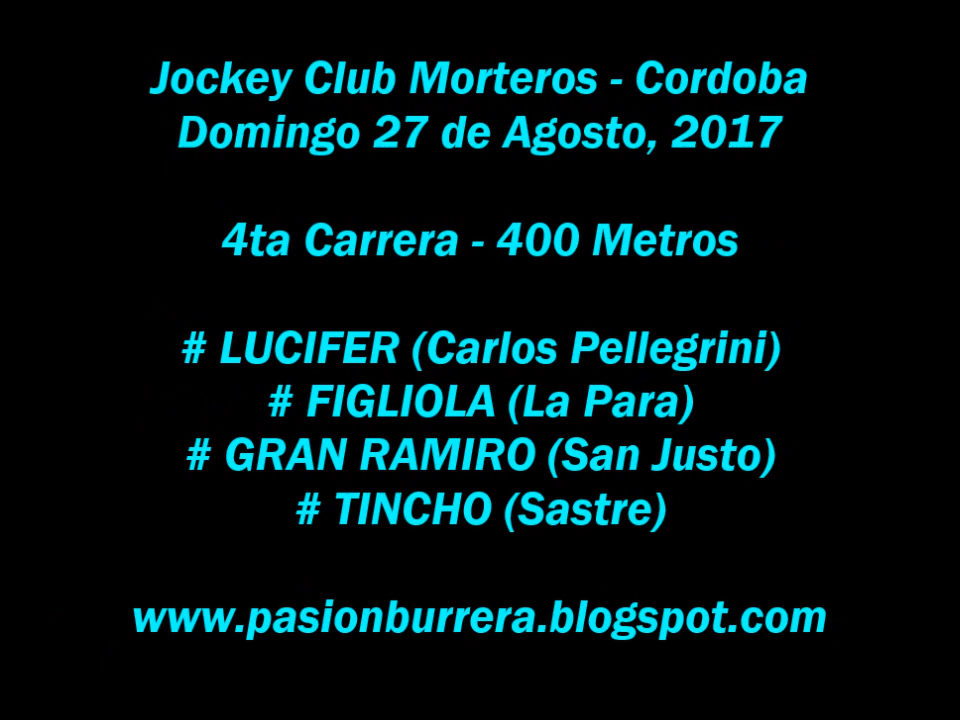 Jockey Club Morteros - Cordoba
Domingo 27 de Agosto, 2017
4ta Carrera - 400 Metros
# LUCIFER (Carlos Pellegrini)
# FIGLIOLA (La Para)
# GRAN RAMIRO (San Justo)
# TINCHO (Sastre)
www.pasionburrera.blogspot.com